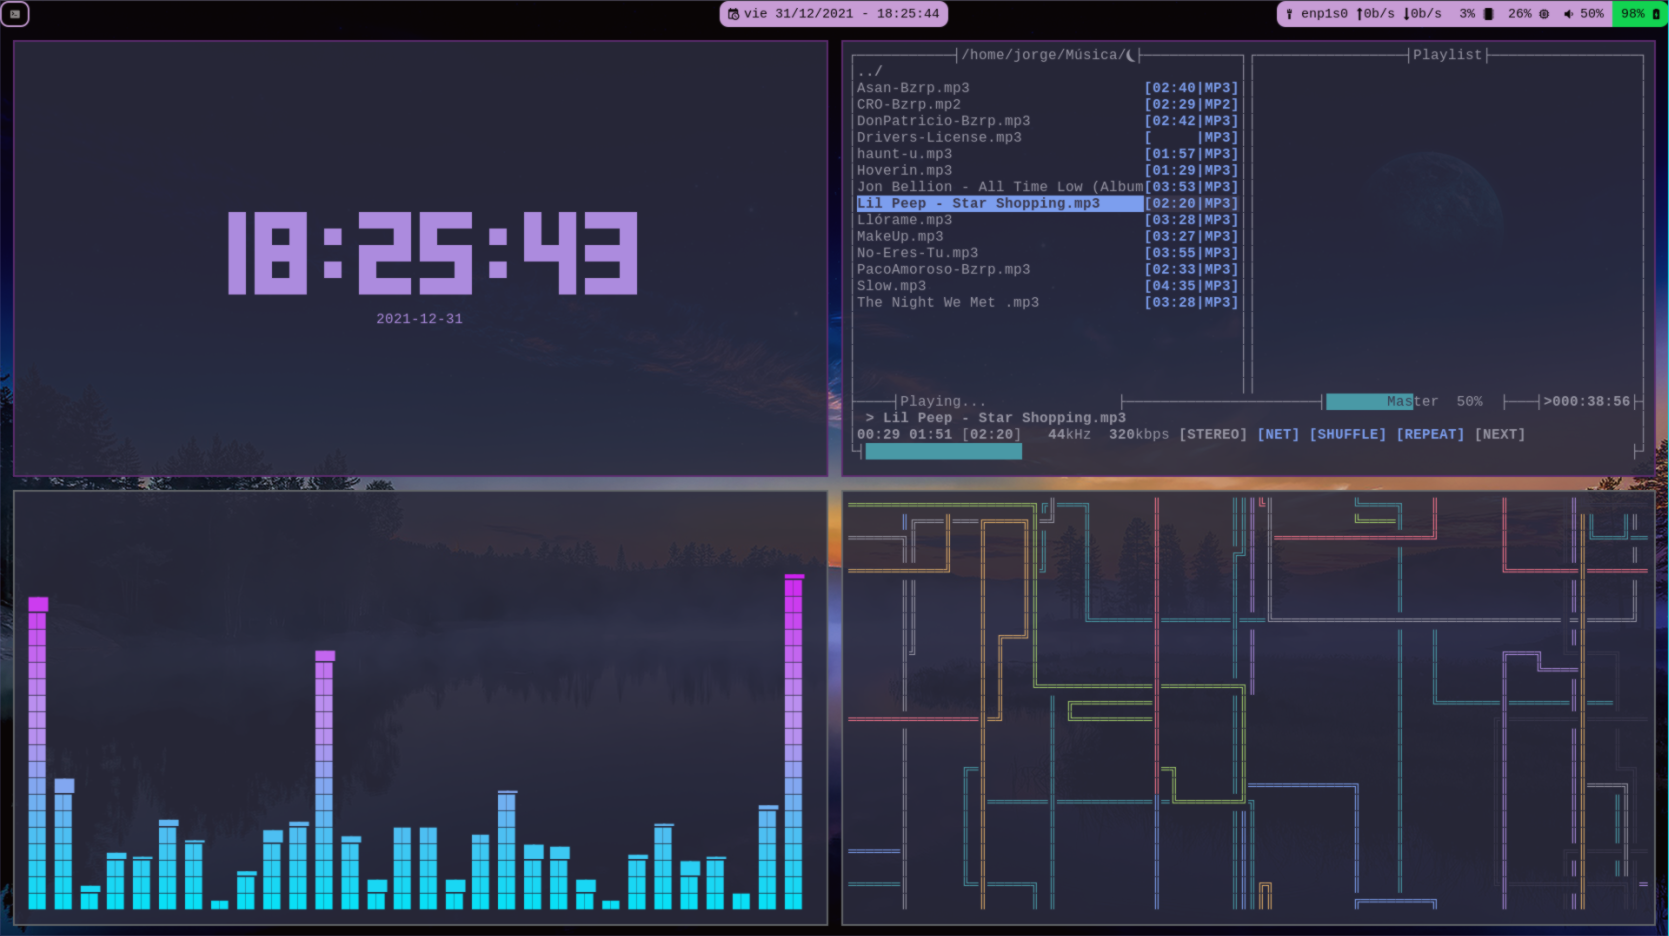 vie 31/12/2021 - 18:25:44
enp1s0 0b/s 0b/s 3% 26% 50% 98%
18:25:43
2021-12-31
/home/jorge/Música/
../
Asan-Bzrp.mp3 [02:40|MP3]
CRO-Bzrp.mp2 [02:29|MP2]
DonPatricio-Bzrp.mp3 [02:42|MP3]
Drivers-License.mp3 [ |MP3]
haunt-u.mp3 [01:57|MP3]
Hoverin.mp3 [01:29|MP3]
Jon Bellion - All Time Low (Album[03:53|MP3]
Lil Peep - Star Shopping.mp3 [02:20|MP3]
Llórame.mp3 [03:28|MP3]
MakeUp.mp3 [03:27|MP3]
No-Eres-Tu.mp3 [03:55|MP3]
PacoAmoroso-Bzrp.mp3 [02:33|MP3]
Slow.mp3 [04:35|MP3]
The Night We Met .mp3 [03:28|MP3]
Playlist
Playing... Master 50% >000:38:56
> Lil Peep - Star Shopping.mp3
00:29 01:51 [02:20] 44kHz 320kbps [STEREO] [NET] [SHUFFLE] [REPEAT] [NEXT]